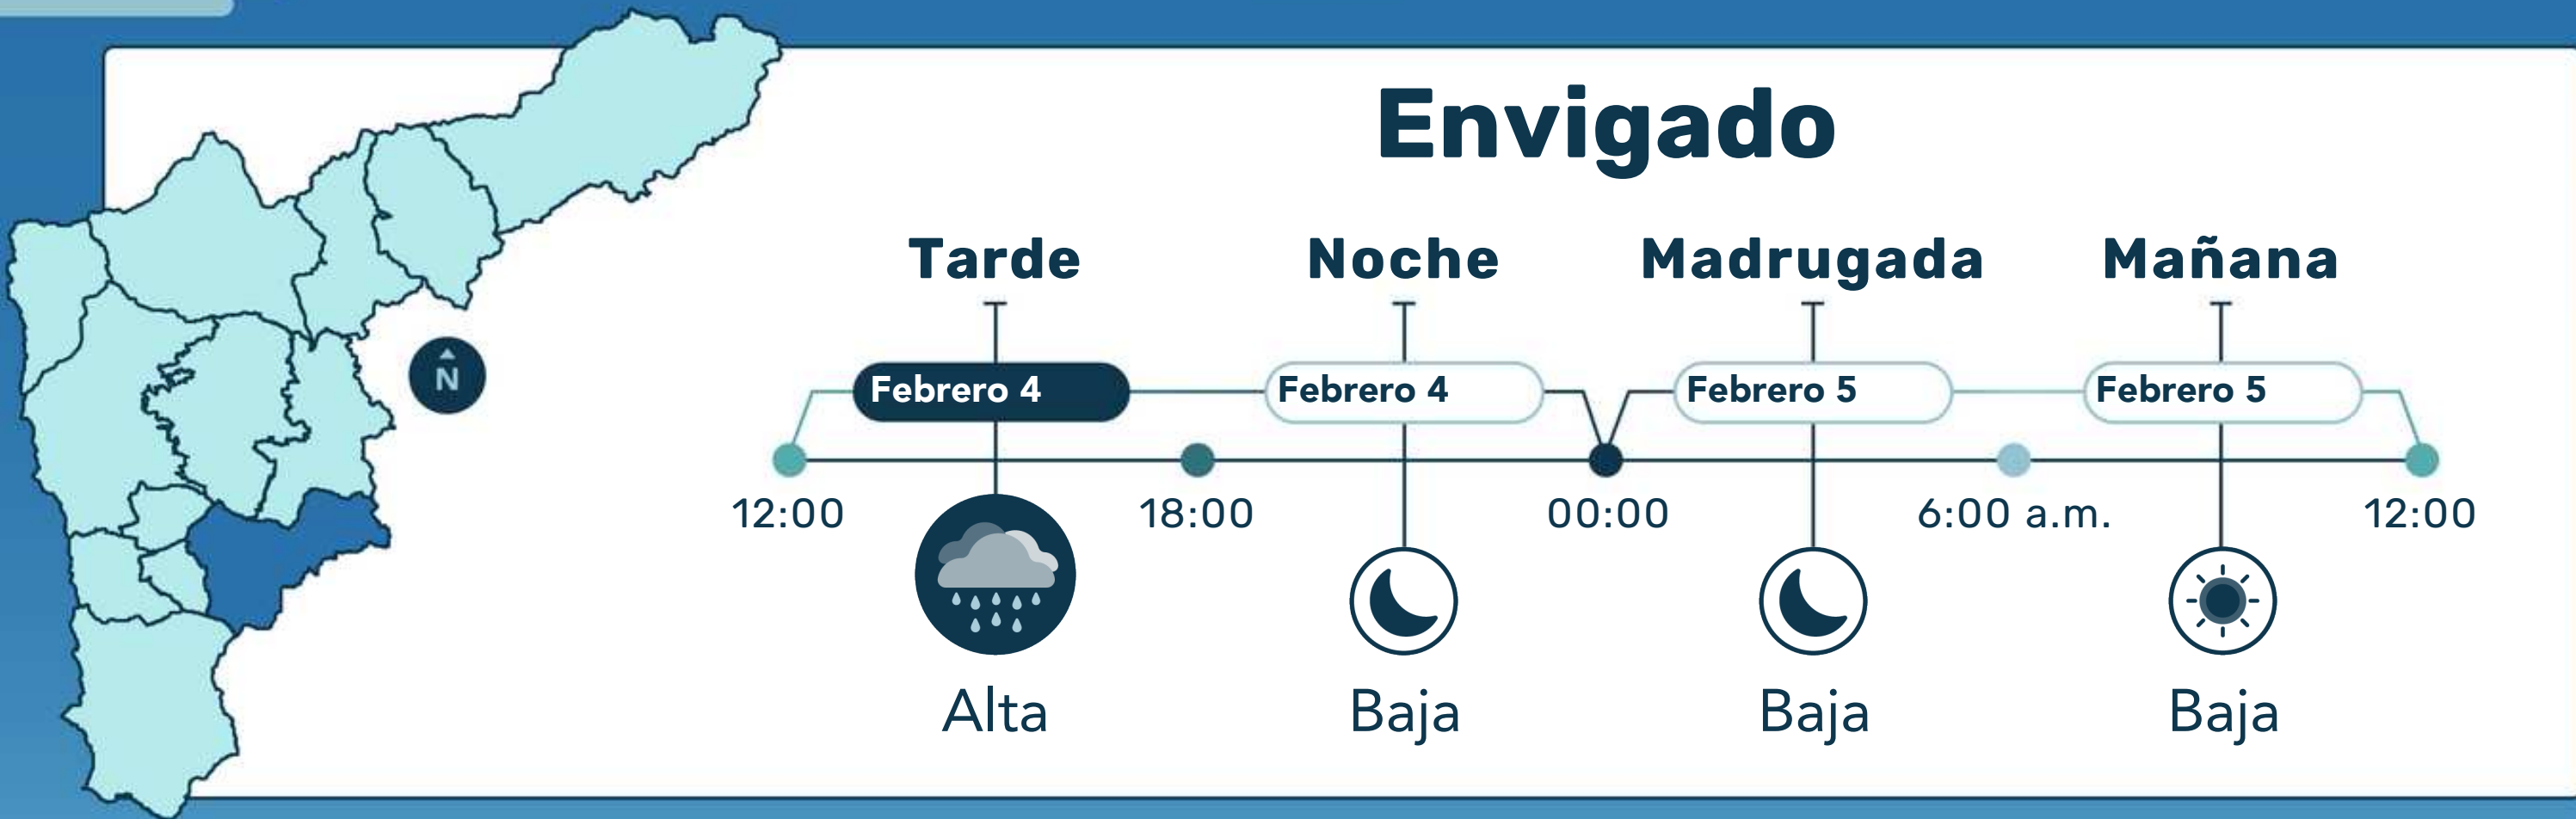 Envigado
Tarde Noche Madrugada Mañana
Febrero 4 Febrero 4 Febrero 5 Febrero 5
N
12:00 18:00 00:00 6:00 a.m. 12:00
Alta Baja Baja Baja